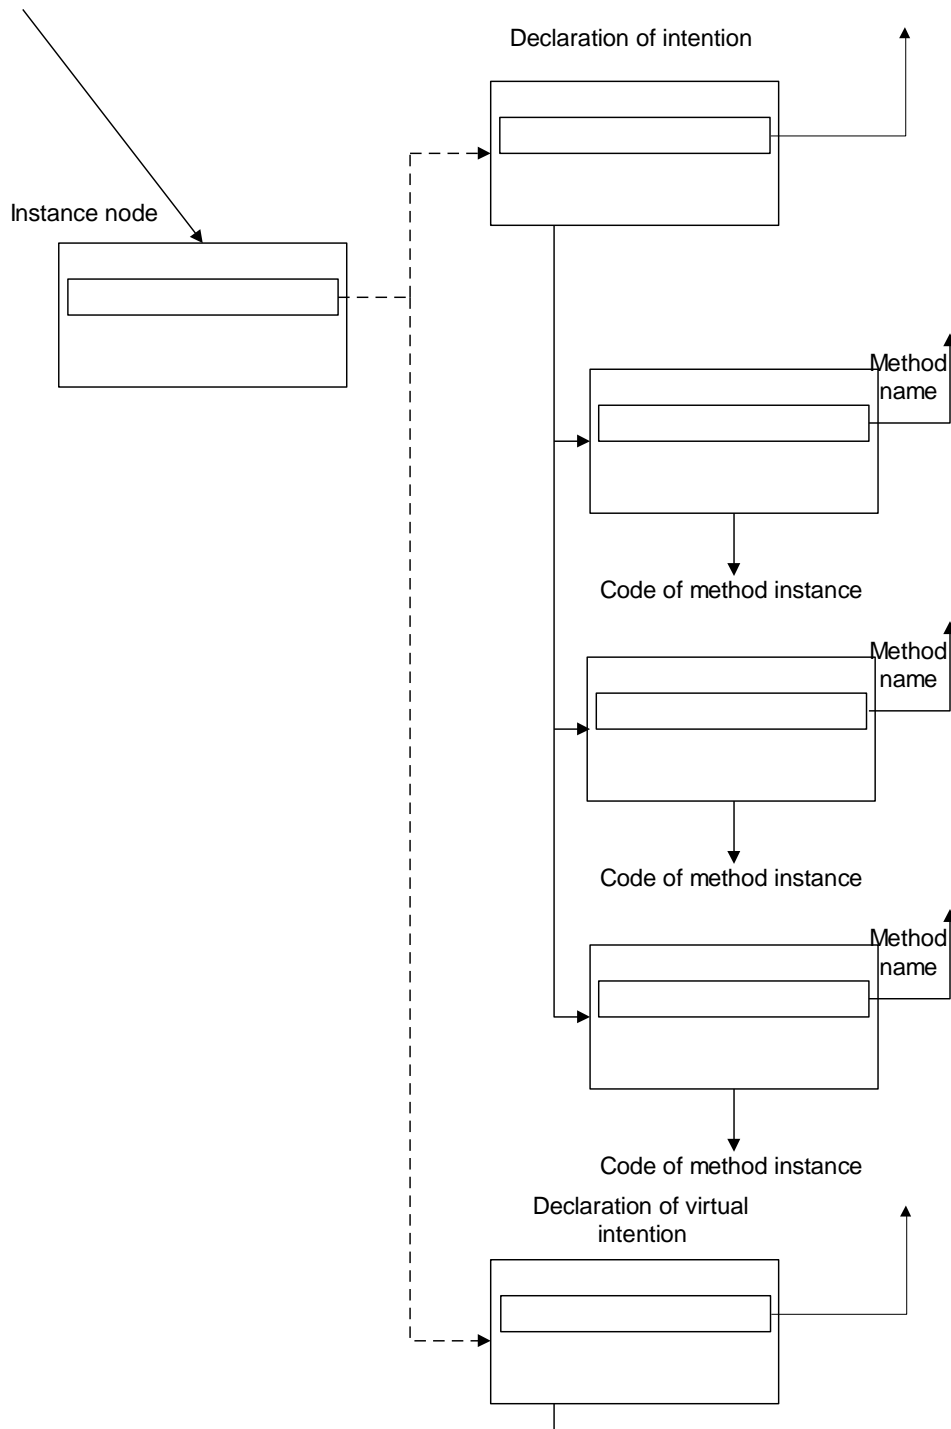 Declaration of intention
Instance node
Method
name
Code of method instance
Method
name
Code of method instance
Method
name
Code of method instance
Declaration of virtual
intention